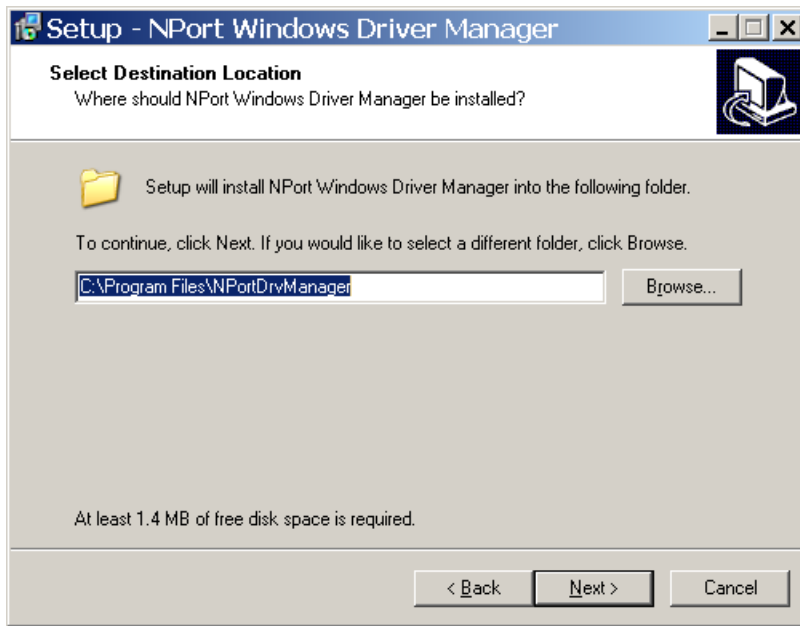 Setup - NPort Windows Driver Manager
Select Destination Location
Where should NPort Windows Driver Manager be installed?
Setup will install NPort Windows Driver Manager into the following folder.
To continue, click Next. If you would like to select a different folder, click Browse.
C:\Program Files\NPortDrvManager
Browse...
At least 1.4 MB of free disk space is required.
< Back
Next >
Cancel